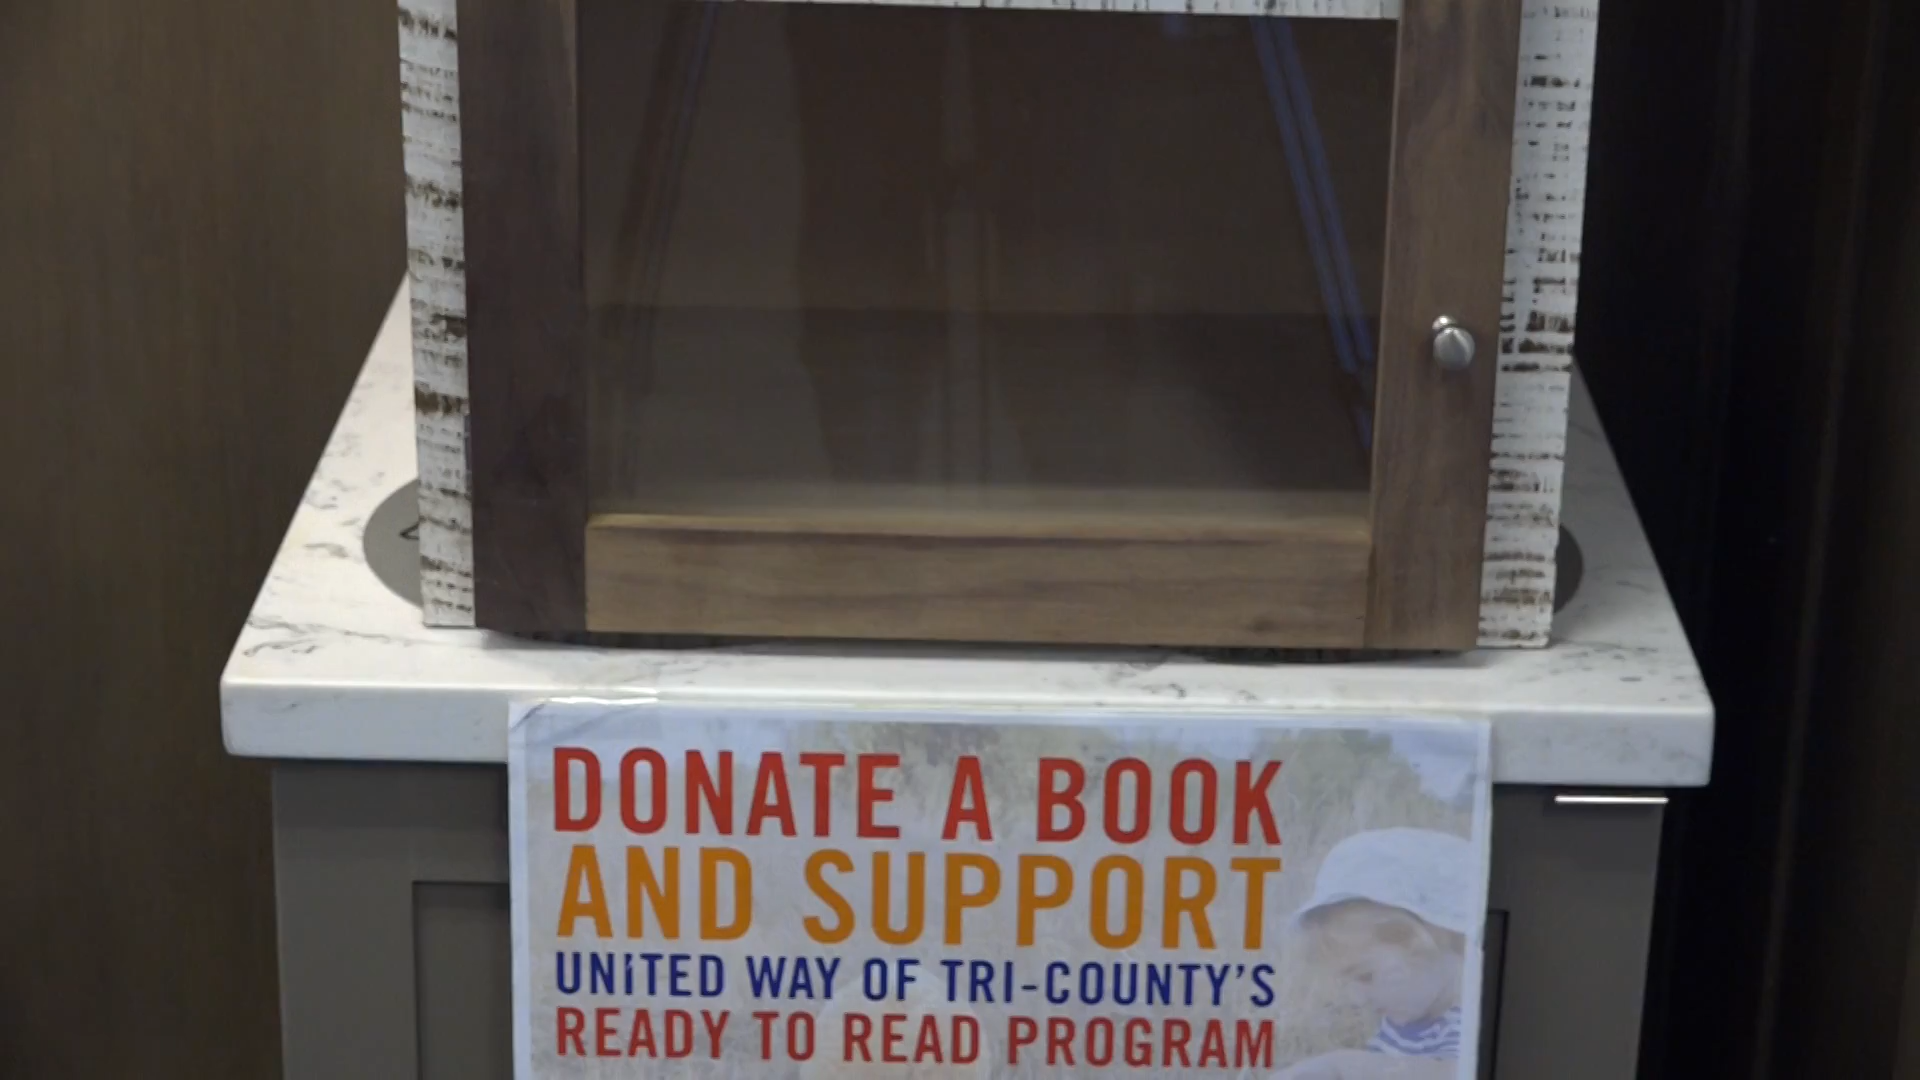 DONATE A BOOK
AND SUPPORT
UNITED WAY OF TRI-COUNTY'S
READY TO READ PROGRAM